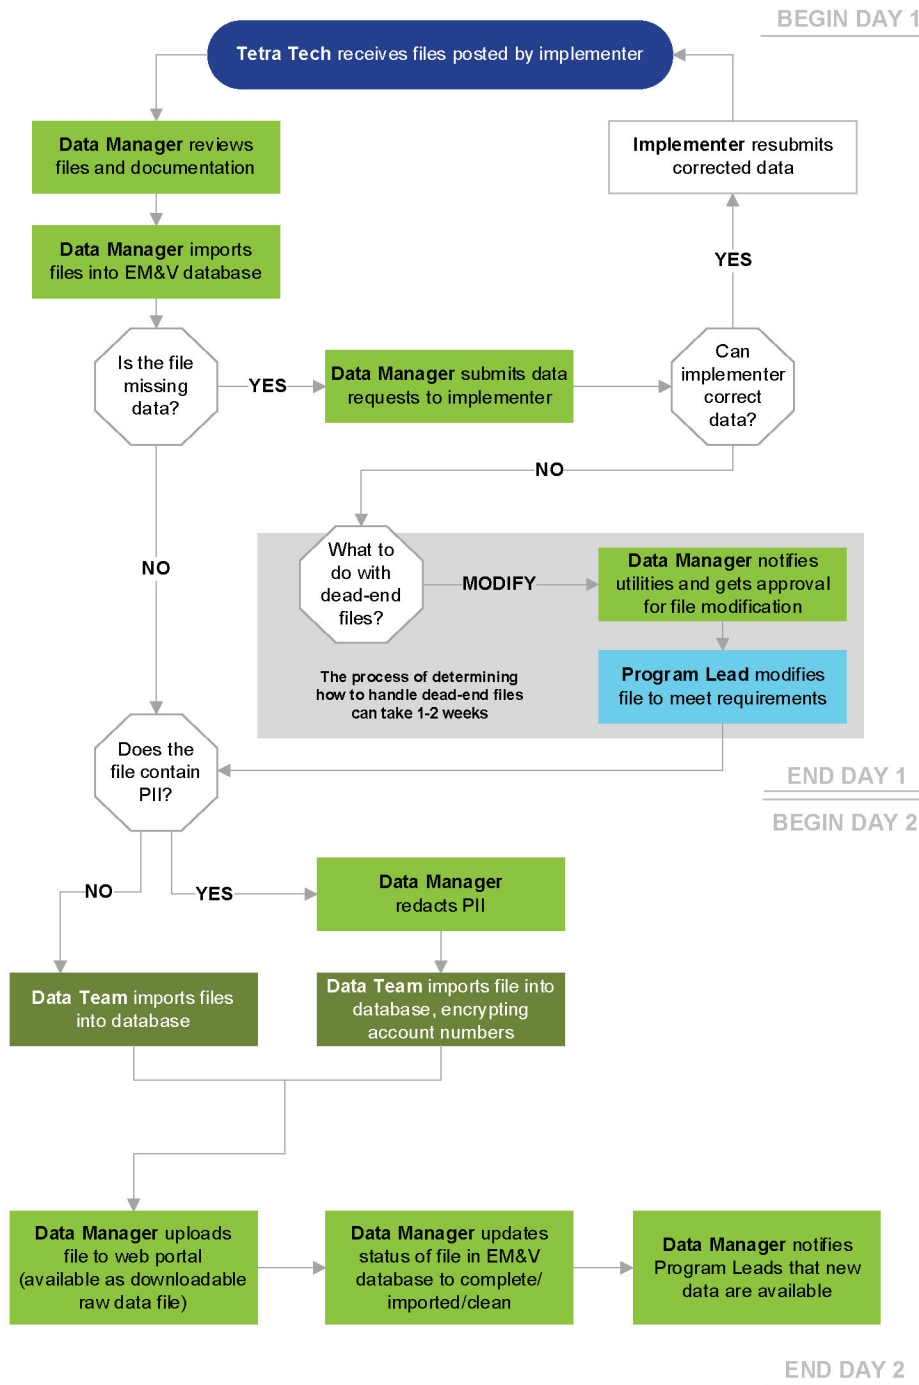 BEGIN DAY 1
Tetra Tech receives files posted by implementer
Data Manager reviews
files and documentation
Implementer resubmits
corrected data
Data Manager imports
files into EM&V database
YES
Is the file
missing
data?
YES
Data Manager submits data
requests to implementer
Can
implementer
correct
data?
NO
NO
What to
do with
dead-end
files?
MODIFY
Data Manager notifies
utilities and gets approval
for file modification
The process of determining
how to handle dead-end files
can take 1-2 weeks
Program Lead modifies
file to meet requirements
Does the
file contain
PII?
END DAY 1
BEGIN DAY 2
NO
YES
Data Manager
redacts PII
Data Team imports files
into database
Data Team imports file into
database, encrypting
account numbers
Data Manager uploads
file to web portal
(available as downloadable
raw data file)
Data Manager updates
status of file in EM&V
database to complete/
imported/clean
Data Manager notifies
Program Leads that new
data are available
END DAY 2